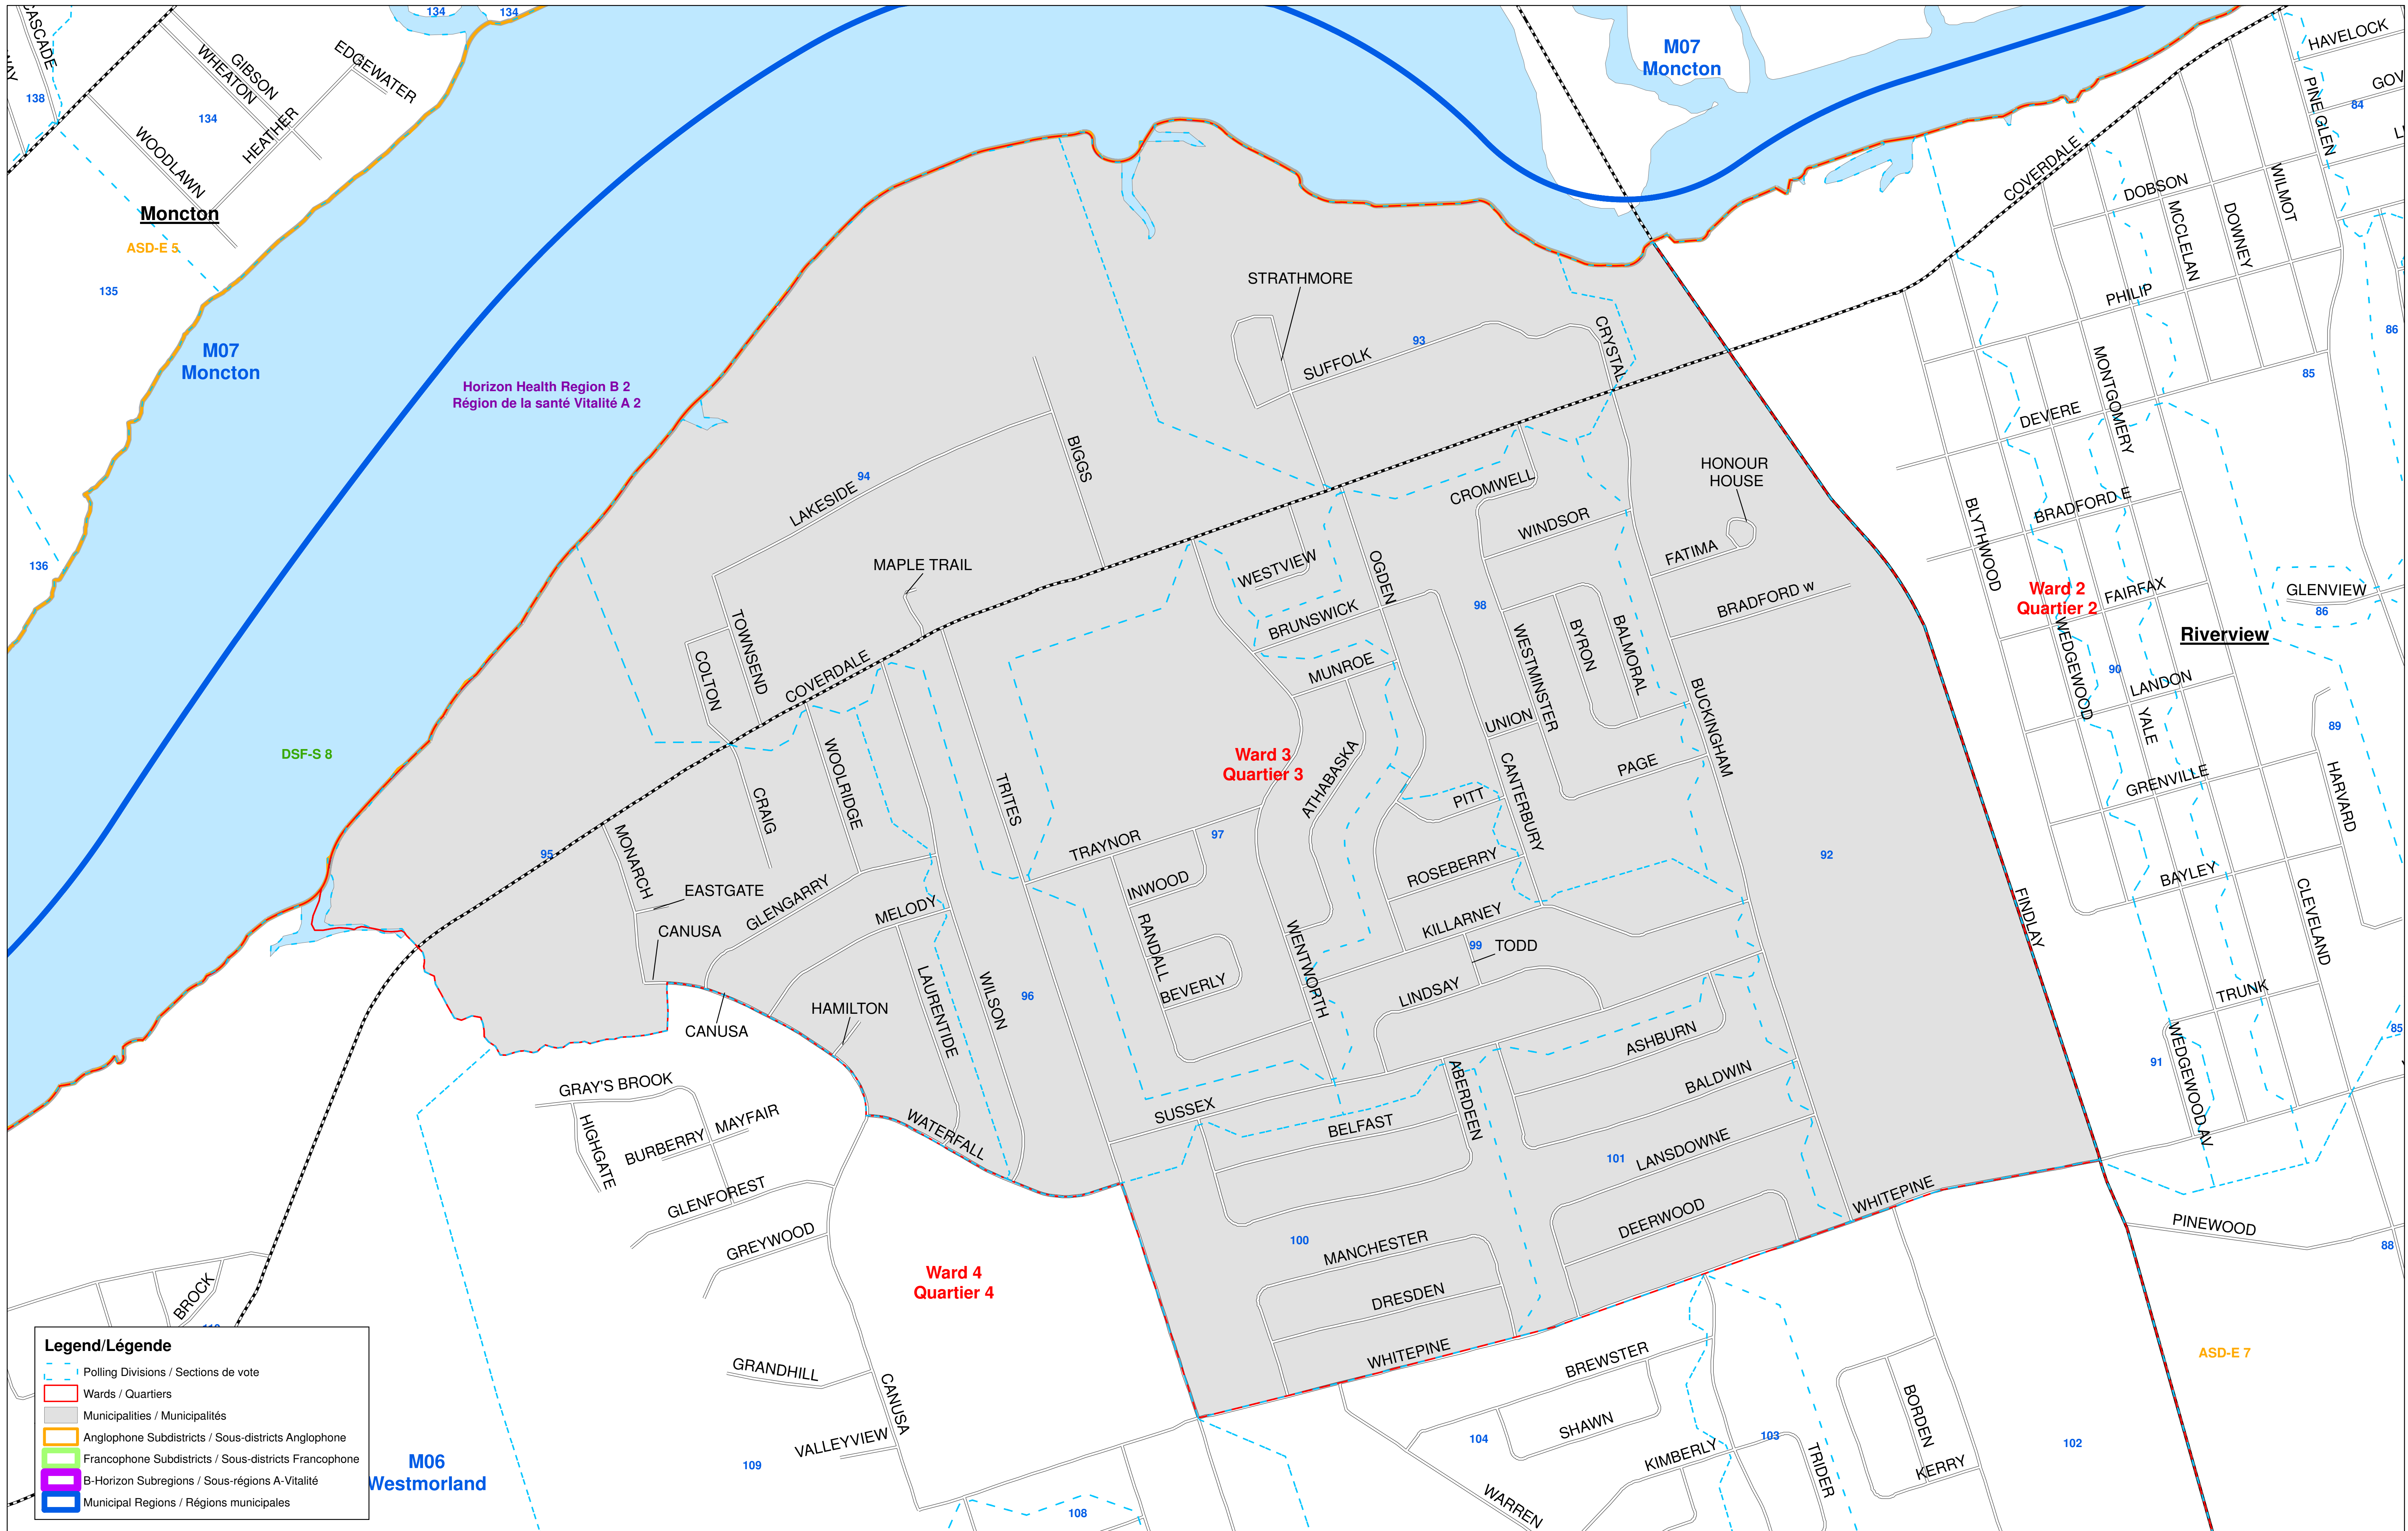 134
134
CASCADE
138
134
GIBSON
WHEATON
EDGEWATER
HEATHER
WOODLAWN
Moncton
ASD-E 5
135
M07
Moncton
136
Horizon Health Region B 2
Région de la santé Vitalité A 2
DSF-S 8
M07
Moncton
HAVELOCK
PINE GLEN
84
COVERDALE
DOBSON
MCCLELAN
DOWNEY
WILMOT
PHILIP
86
85
MONTGOMERY
DEVERE
BRADFORD E
BLYTHWOOD
Ward 2
Quartier 2
FAIRFAX
WEDGEWOOD
GLENVIEW
86
Riverview
90
LANDON
YALE
89
GRENVILLE
HARVARD
BAYLEY
CLEVELAND
FINDLAY
TRUNK
85
WEDGEWOOD AV
91
PINEWOOD
88
ASD-E 7
STRATHMORE
SUFFOLK
93
CRYSTAL
BIGGS
94
LAKESIDE
HONOUR
HOUSE
CROMWELL
WINDSOR
FATIMA
BRADFORD w
MAPLE TRAIL
WESTVIEW
OGDEN
BRUNSWICK
98
WESTMINSTER
BYRON
BALMORAL
MUNROE
TOWNSEND
COLTON
COVERDALE
UNION
BUCKINGHAM
PAGE
Ward 3
Quartier 3
ATHABASKA
CANTERBURY
PITT
WOOLRIDGE
TRITES
CRAIG
TRAYNOR
97
92
95
MONARCH
EASTGATE
GLENGARRY
MELODY
CANUSA
INWOOD
RANDALL
ROSEBERRY
KILLARNEY
99
TODD
WENTWORTH
BEVERLY
LINDSAY
CANUSA
HAMILTON
LAURENTIDE
WILSON
96
ASHBURN
BALDWIN
ABERDEEN
SUSSEX
BELFAST
WATERFALL
101
LANSDOWNE
DEERWOOD
WHITEPINE
GRAY'S BROOK
HIGHGATE
BURBERRY
MAYFAIR
GLENFOREST
GREYWOOD
Ward 4
Quartier 4
100
MANCHESTER
DRESDEN
WHITEPINE
BROCK
GRANDHILL
CANUSA
VALLEYVIEW
109
108
M06
Westmorland
BREWSTER
SHAWN
104
KIMBERLY
103
TRIDER
WARREN
BORDEN
KERRY
102
Legend/Légende
Polling Divisions / Sections de vote
Wards / Quartiers
Municipalities / Municipalités
Anglophone Subdistricts / Sous-districts Anglophone
Francophone Subdistricts / Sous-districts Francophone
B-Horizon Subregions / Sous-régions A-Vitalité
Municipal Regions / Régions municipales